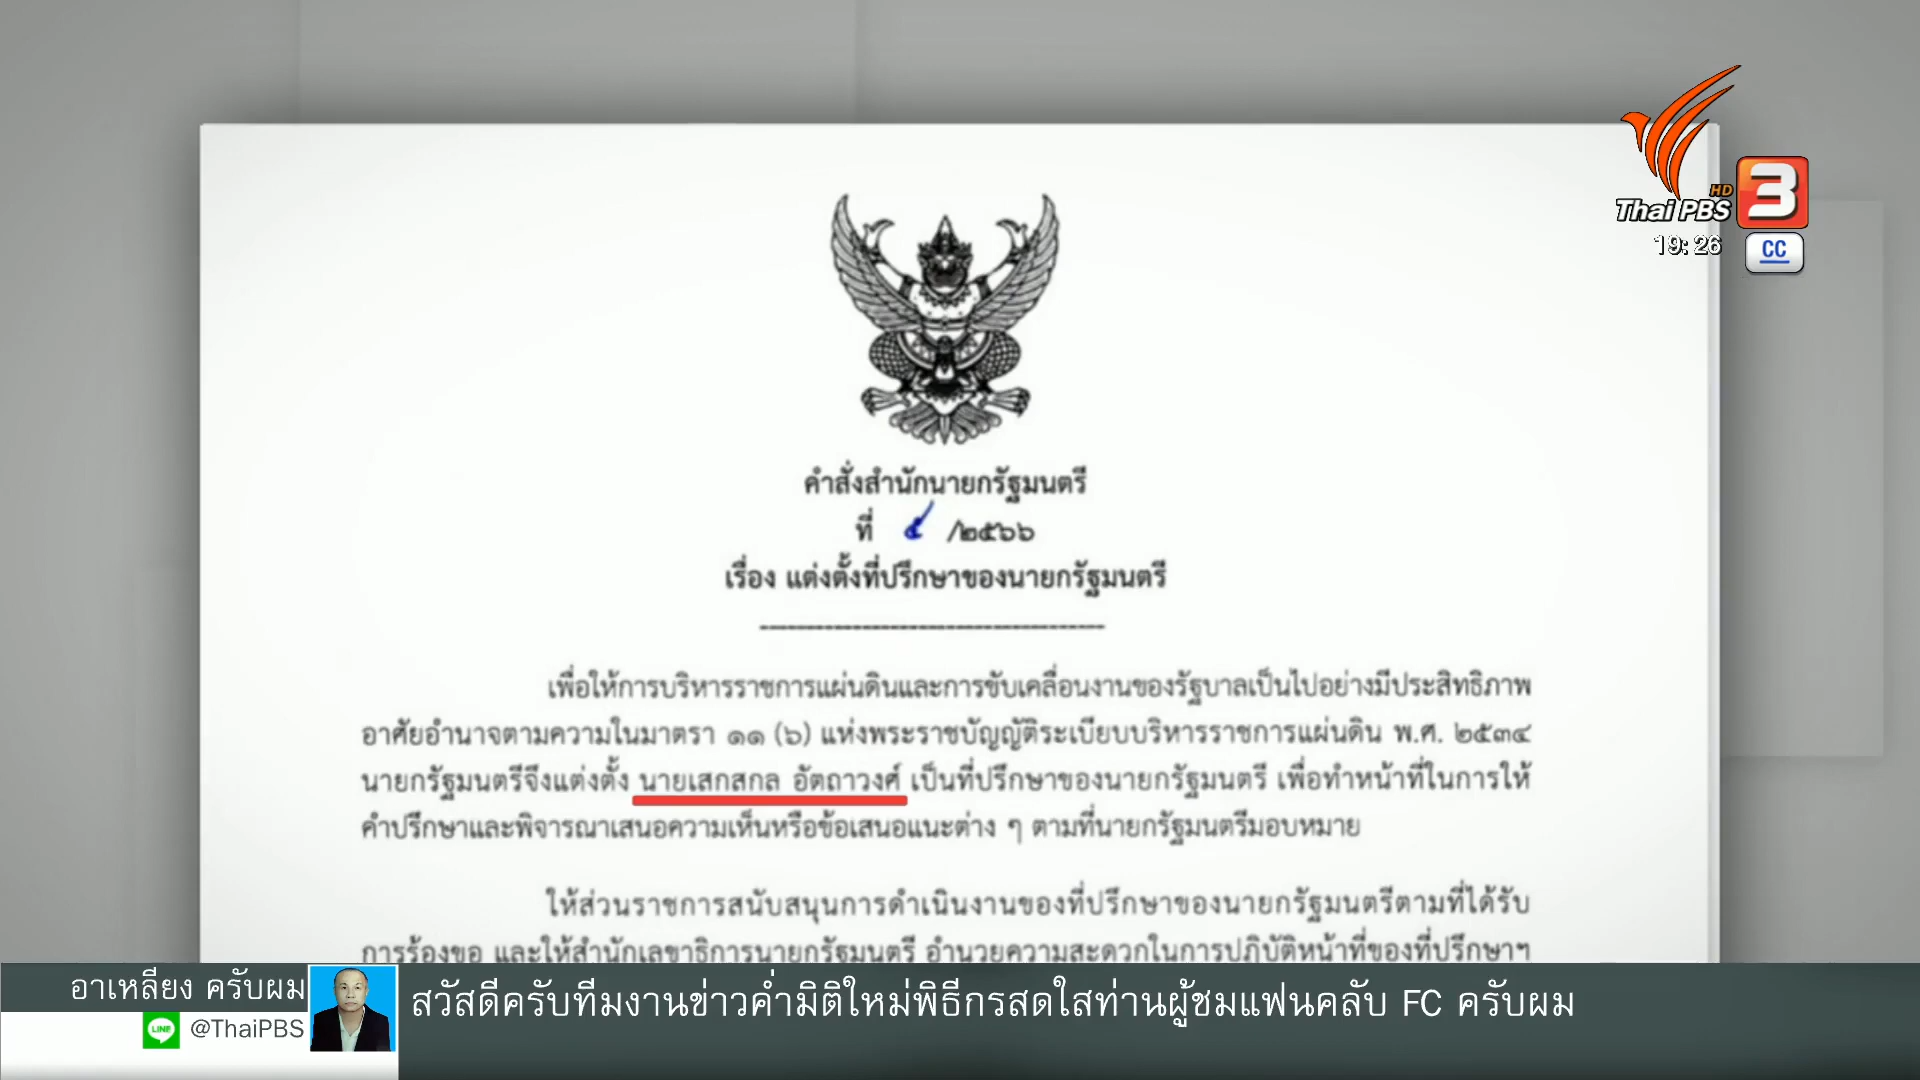 Thai PBS HD 3
19:26
CC
คำสั่งสำนักนายกรัฐมนตรี
ที่ ๕ /๒๕๖๖
เรื่อง แต่งตั้งที่ปรึกษาของนายกรัฐมนตรี
เพื่อให้การบริหารราชการแผ่นดินและการขับเคลื่อนงานของรัฐบาลเป็นไปอย่างมีประสิทธิภาพ
อาศัยอำนาจตามความในมาตรา ๑๑ (๖) แห่งพระราชบัญญัติระเบียบบริหารราชการแผ่นดิน พ.ศ. ๒๕๓๔
นายกรัฐมนตรีจึงแต่งตั้ง นายเสกสกล อัตถาวงศ์ เป็นที่ปรึกษาของนายกรัฐมนตรี เพื่อทำหน้าที่ในการให้
คำปรึกษาและพิจารณาเสนอความเห็นหรือข้อเสนอแนะต่าง ๆ ตามที่นายกรัฐมนตรีมอบหมาย
ให้ส่วนราชการสนับสนุนการดำเนินงานของที่ปรึกษาของนายกรัฐมนตรีตามที่ได้รับ
การร้องขอ และให้สำนักเลขาธิการนายกรัฐมนตรี อำนวยความสะดวกในการปฏิบัติหน้าที่ของที่ปรึกษาฯ
อาเหลียง ครับผม
LINE @ThaiPBS
สวัสดีครับทีมงานข่าวค่ำมิติใหม่พิธีกรสดใสท่านผู้ชมแฟนคลับ FC ครับผม